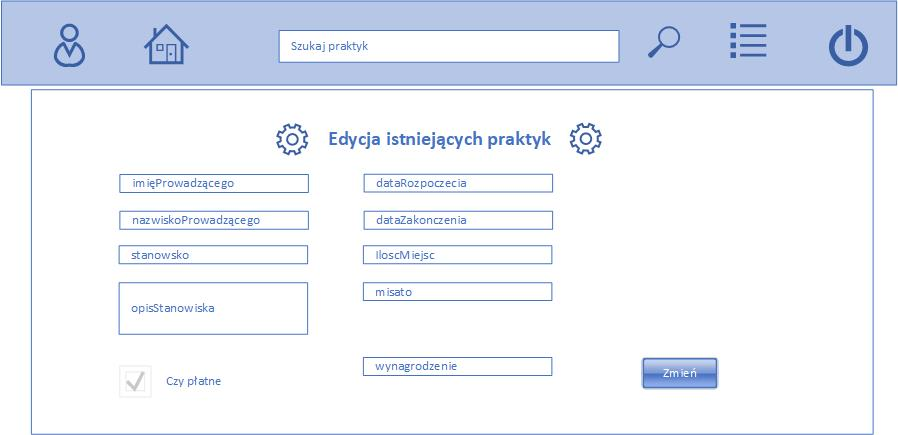 Szukaj praktyk
Edycja istniejących praktyk
imięProwadzącego
dataRozpoczecia
nazwiskoProwadzącego
dataZakonczenia
stanowsko
IloscMiejsc
opisStanowiska
misato
Czy płatne
wynagrodzenie
Zmień